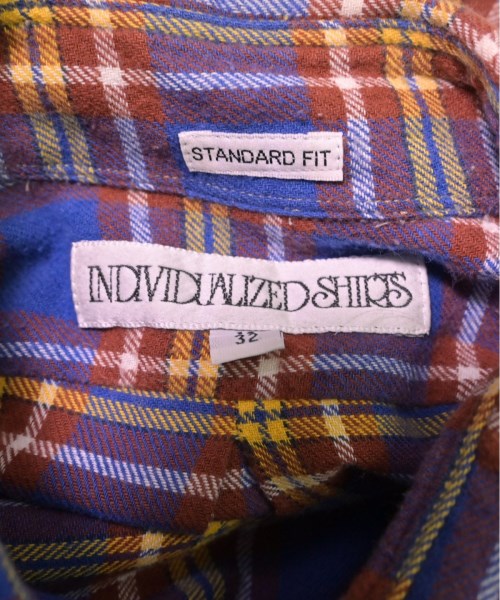 STANDARD FIT
INDIVIDUALIZED SHIRTS
32